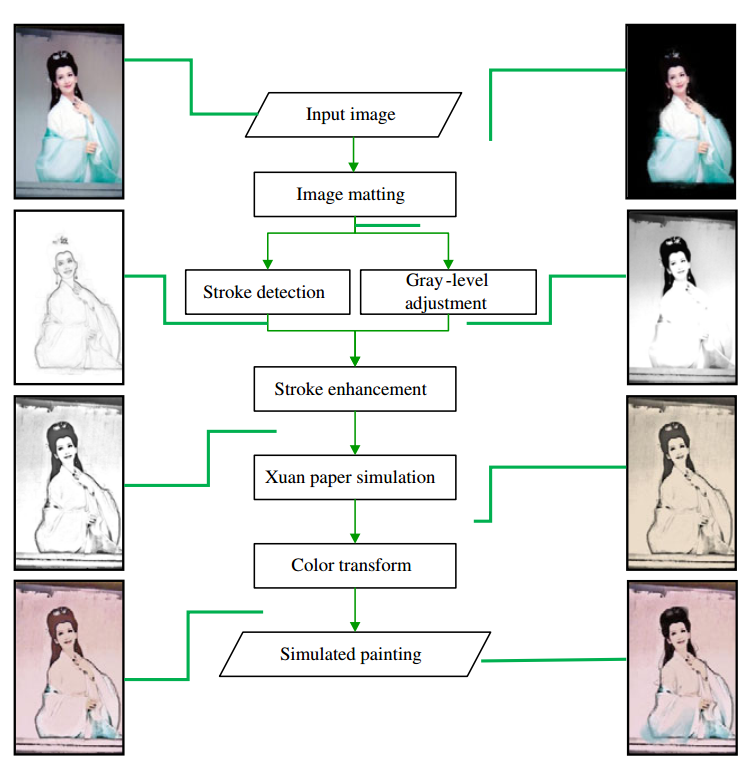 Input image
Image matting
Stroke detection
Gray-level
adjustment
Stroke enhancement
Xuan paper simulation
Color transform
Simulated painting